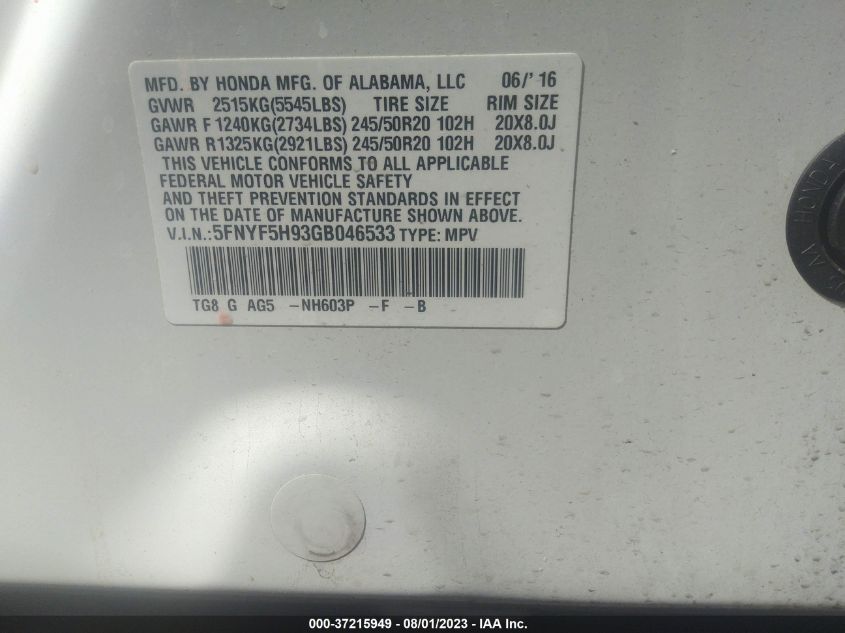 MFD. BY HONDA MFG. OF ALABAMA, LLC 06/'16
GVWR 2515KG(5545LBS) TIRE SIZE RIM SIZE
GAWR F 1240KG(2734LBS) 245/50R20 102H 20X8.0J
GAWR R1325KG(2921LBS) 245/50R20 102H 20X8.0J
THIS VEHICLE CONFORMS TO ALL APPLICABLE
FEDERAL MOTOR VEHICLE SAFETY
AND THEFT PREVENTION STANDARDS IN EFFECT
ON THE DATE OF MANUFACTURE SHOWN ABOVE.
V.I.N.:5FNYF5H93GB046533 TYPE: MPV
TG8 G AG5 -NH603P -F -B
HONDA
000-37215949 - 08/01/2023 - IAA Inc.